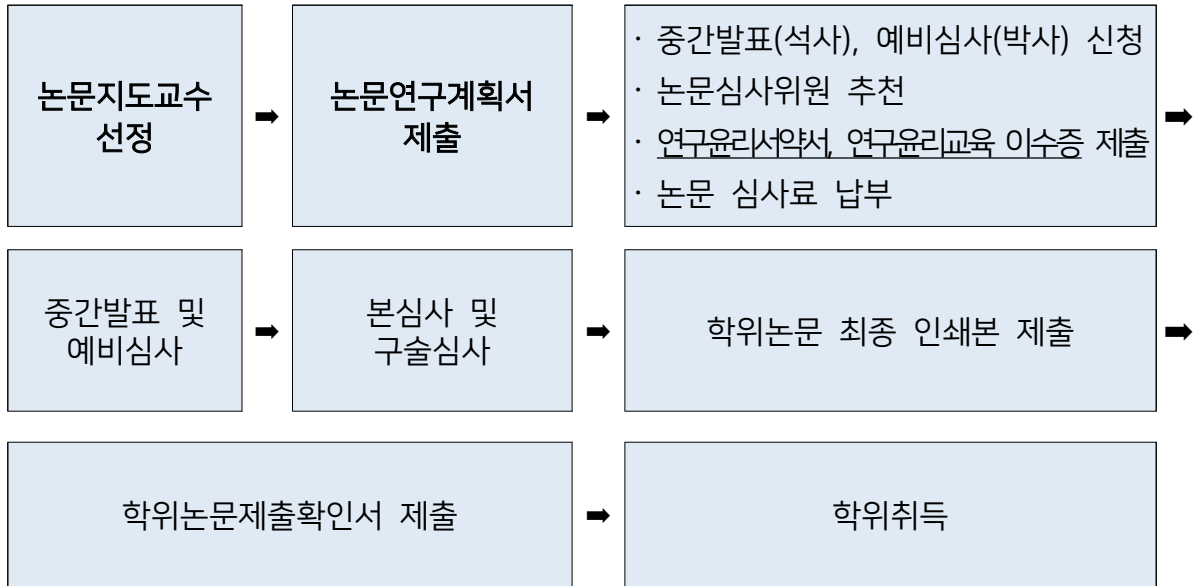 논문지도교수
선정
➡
논문연구계획서
제출
➡
· 중간발표(석사), 예비심사(박사) 신청
· 논문심사위원 추천
· 연구윤리서약서, 연구윤리교육 이수증 제출
· 논문 심사료 납부
➡
중간발표 및
예비심사
➡
본심사 및
구술심사
➡
학위논문 최종 인쇄본 제출
➡
학위논문제출확인서 제출
➡
학위취득